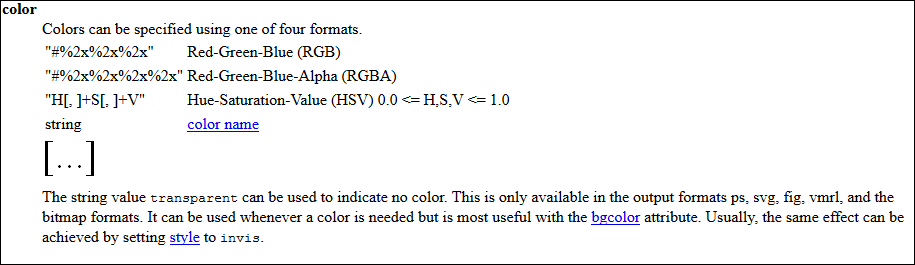 color
Colors can be specified using one of four formats.
"#%2x%2x%2x" Red-Green-Blue (RGB)
"#%2x%2x%2x%2x" Red-Green-Blue-Alpha (RGBA)
"H[, ]+S[, ]+V" Hue-Saturation-Value (HSV) 0.0 <= H,S,V <= 1.0
string color name
[...]
The string value transparent can be used to indicate no color. This is only available in the output formats ps, svg, fig, vmrl, and the
bitmap formats. It can be used whenever a color is needed but is most useful with the bgcolor attribute. Usually, the same effect can be
achieved by setting style to invis.